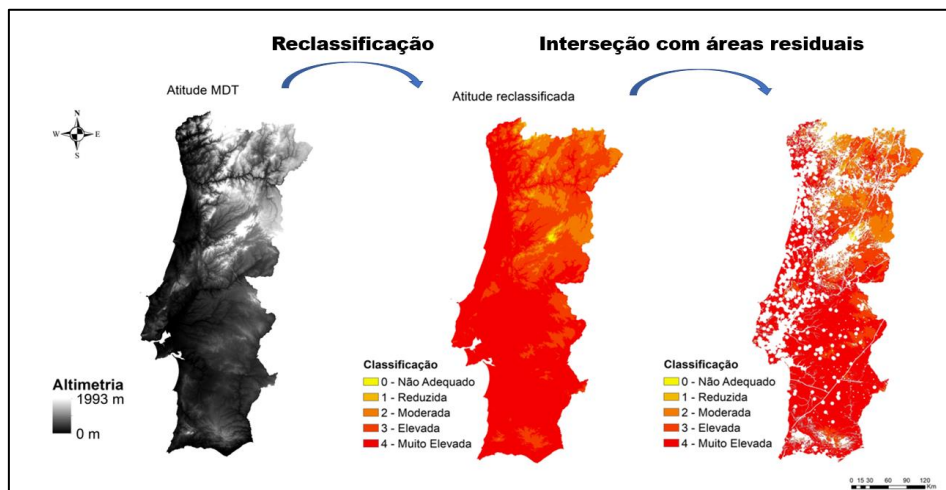 Reclassificação
Interseção com áreas residuais
Atitude MDT
Atitude reclassificada
N
W E
S
Altimetria
1993 m
0 m
Classificação
0 - Não Adequado
1 - Reduzida
2 - Moderada
3 - Elevada
4 - Muito Elevada
Classificação
0 - Não Adequado
1 - Reduzida
2 - Moderada
3 - Elevada
4 - Muito Elevada
0 15 30 60 90 120
Km